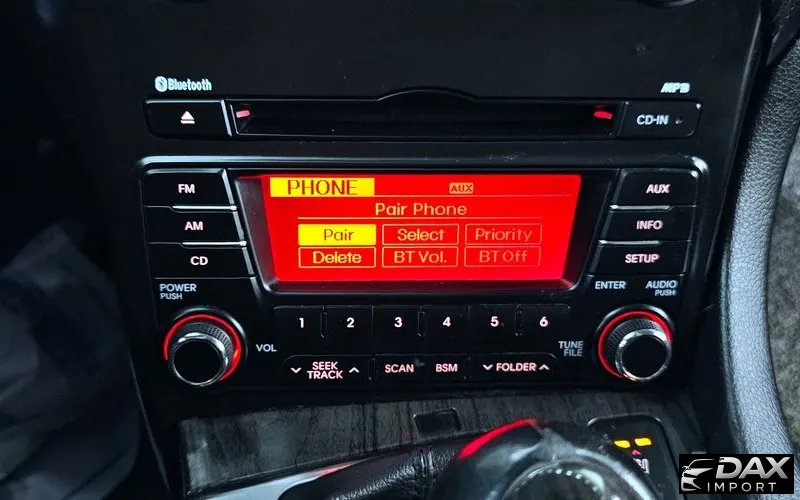 Bluetooth
MP3
CD-IN
FM
AUX
PHONE AUX
Pair Phone
AM
INFO
Pair Select Priority
Delete BT Vol. BT Off
CD
SETUP
POWER
PUSH
ENTER
AUDIO
PUSH
1 2 3 4 5 6
VOL
TUNE
FILE
SEEK
TRACK
SCAN
BSM
FOLDER
DAX
IMPORT